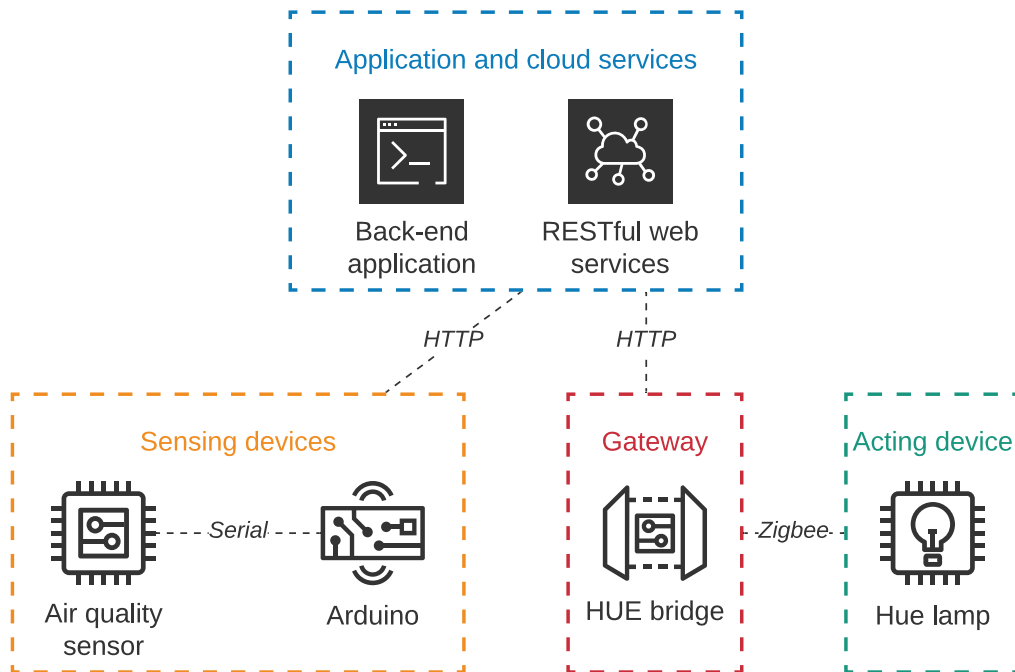 Application and cloud services
Back-end
application
RESTful web
services
HTTP
HTTP
Sensing devices
Gateway
Acting device
Serial
Zigbee
Air quality
sensor
Arduino
HUE bridge
Hue lamp